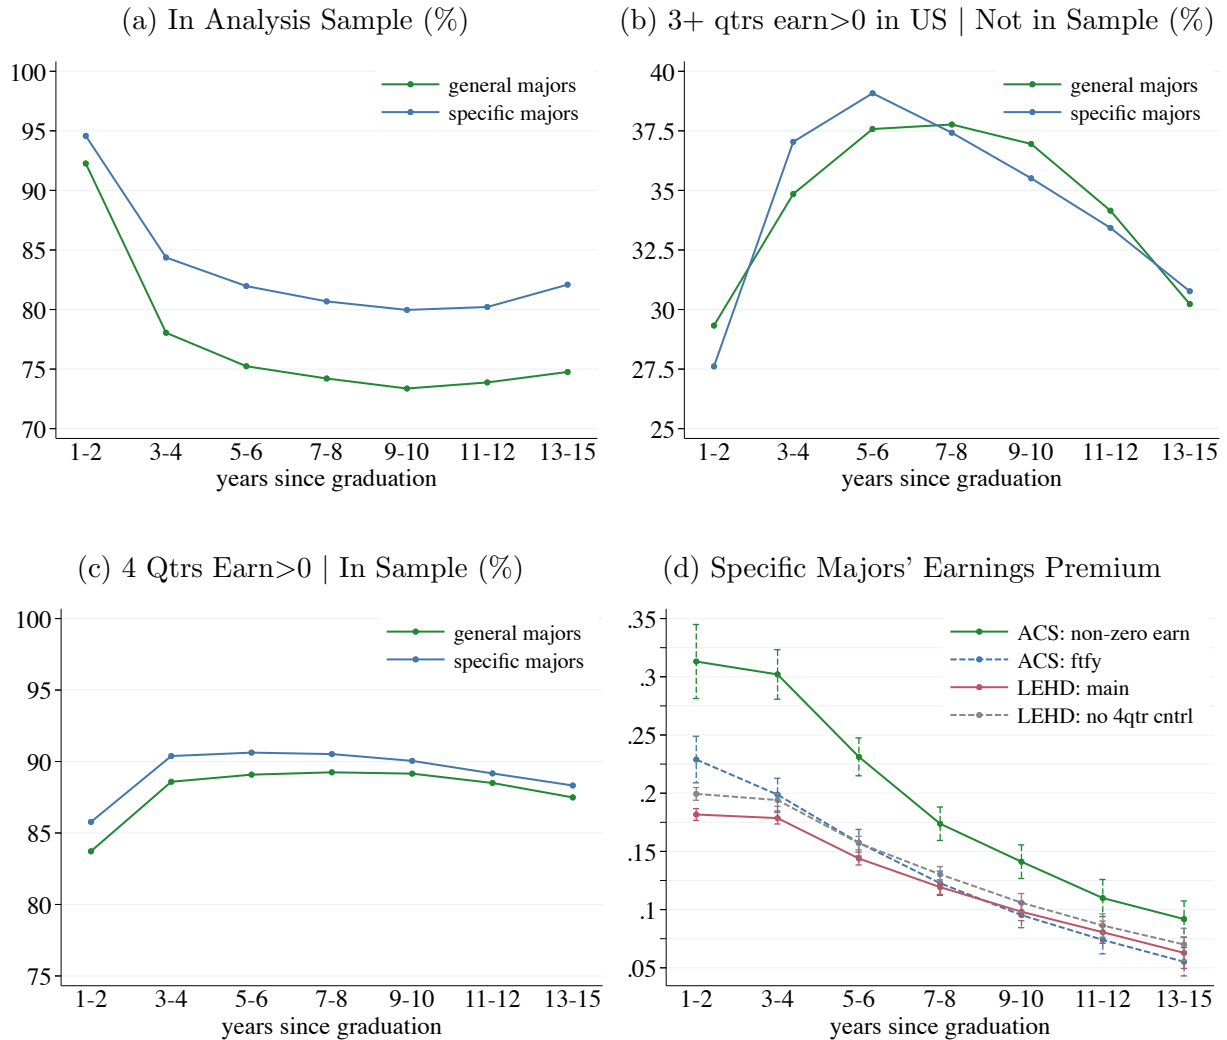 (a) In Analysis Sample (%)
100
95
90
85
80
75
70
general majors
specific majors
1-2 3-4 5-6 7-8 9-10 11-12 13-15
years since graduation
(b) 3+ qtrs earn>0 in US | Not in Sample (%)
40
37.5
35
32.5
30
27.5
25
general majors
specific majors
1-2 3-4 5-6 7-8 9-10 11-12 13-15
years since graduation
(c) 4 Qtrs Earn>0 | In Sample (%)
100
95
90
85
80
75
general majors
specific majors
1-2 3-4 5-6 7-8 9-10 11-12 13-15
years since graduation
(d) Specific Majors' Earnings Premium
.35
.3
.25
.2
.15
.1
.05
ACS: non-zero earn
ACS: ftfy
LEHD: main
LEHD: no 4qtr cntrl
1-2 3-4 5-6 7-8 9-10 11-12 13-15
years since graduation